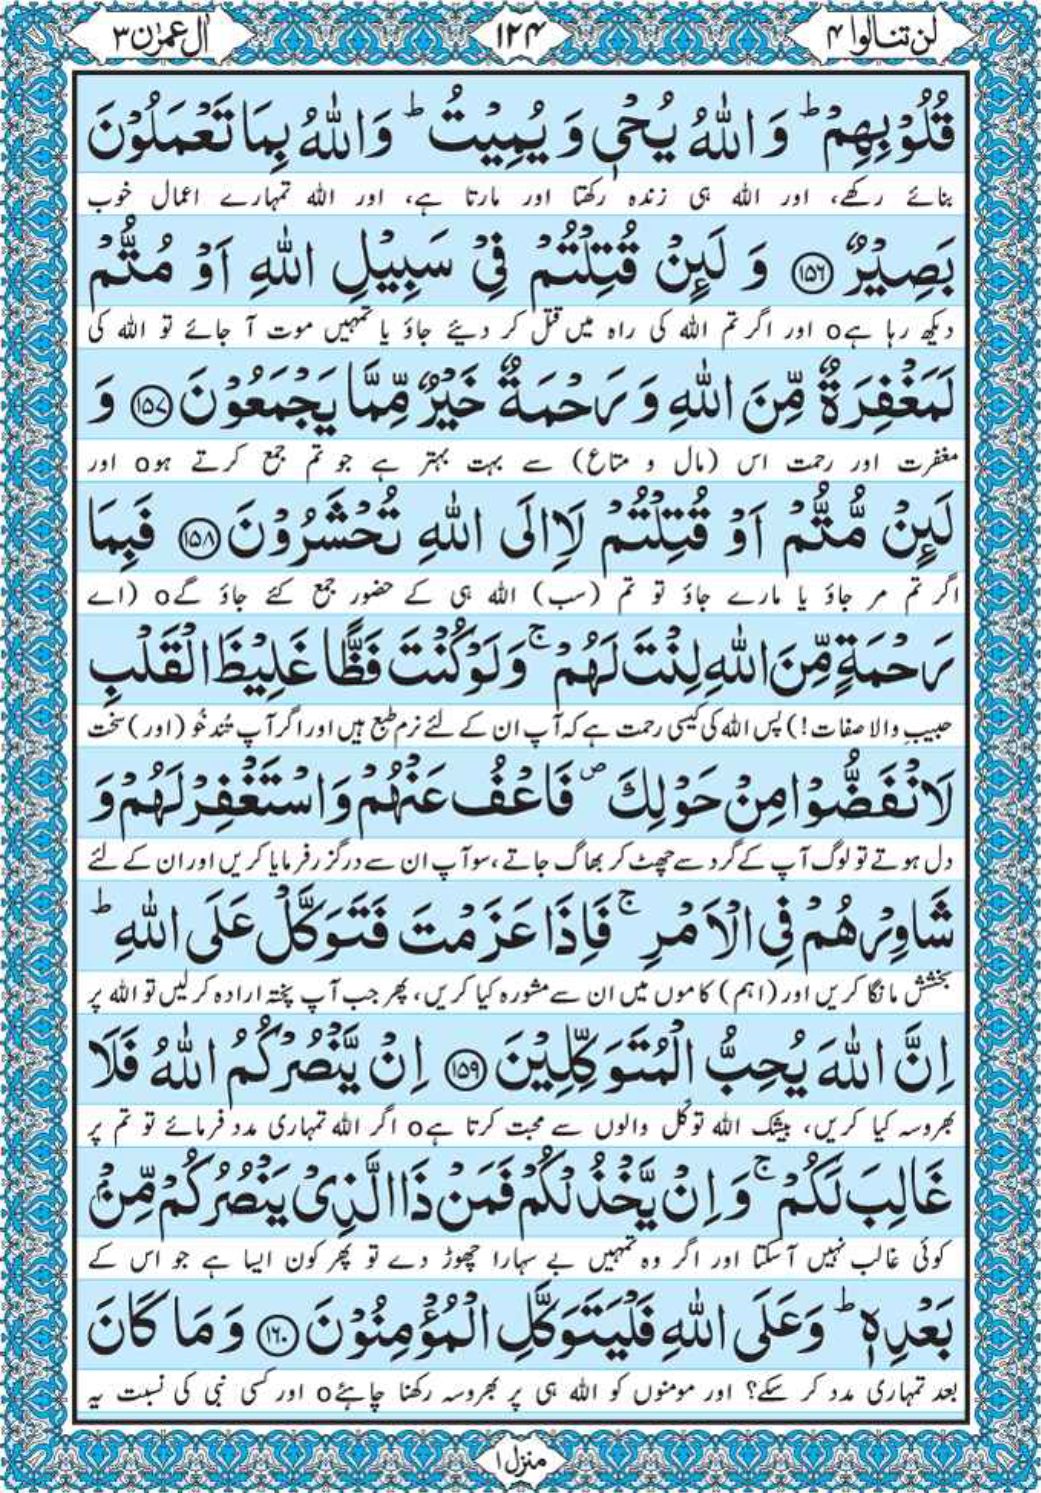 لن تنالوا ۴
۱۲۴
اٰل عمرٰن ۳
قُلُوْبِهِمْ ؕ وَ اللّٰهُ یُحْیٖ وَ یُمِیْتُ ؕ وَ اللّٰهُ بِمَا تَعْمَلُوْنَ
بنائے رکھے، اور اللہ ہی زندہ رکھتا اور مارتا ہے، اور اللہ تمہارے اعمال خوب
بَصِیْرٌ ﴿۱۵۶﴾ وَ لَىِٕنْ قُتِلْتُمْ فِیْ سَبِیْلِ اللّٰهِ اَوْ مُتُّمْ
دیکھ رہا ہےo اور اگر تم اللہ کی راہ میں قتل کر دیئے جاؤ یا تمہیں موت آ جائے تو اللہ کی
لَمَغْفِرَةٌ مِّنَ اللّٰهِ وَ رَحْمَةٌ خَیْرٌ مِّمَّا یَجْمَعُوْنَ ﴿۱۵۷﴾ وَ
مغفرت اور رحمت اس (مال و متاع) سے بہت بہتر ہے جو تم جمع کرتے ہوo اور
لَىِٕنْ مُّتُّمْ اَوْ قُتِلْتُمْ لَاۡاِلَی اللّٰهِ تُحْشَرُوْنَ ﴿۱۵۸﴾ فَبِمَا
اگر تم مر جاؤ یا مارے جاؤ تو تم (سب) اللہ ہی کے حضور جمع کئے جاؤ گےo (اے
رَحْمَةٍ مِّنَ اللّٰهِ لِنْتَ لَهُمْ ۚ وَ لَوْ كُنْتَ فَظًّا غَلِیْظَ الْقَلْبِ
حبیبِ والا صفات!) پس اللہ کی کیسی رحمت ہے کہ آپ ان کے لئے نرم طبع ہیں اور اگر آپ تُندخُو (اور) سخت
لَانْفَضُّوْا مِنْ حَوْلِكَ ۪ فَاعْفُ عَنْهُمْ وَ اسْتَغْفِرْ لَهُمْ وَ
دل ہوتے تو لوگ آپ کے گرد سے چھٹ کر بھاگ جاتے، سو آپ ان سے درگزر فرمایا کریں اور ان کے لئے
شَاوِرْهُمْ فِی الْاَمْرِ ۚ فَاِذَا عَزَمْتَ فَتَوَكَّلْ عَلَی اللّٰهِ ؕ
بخشش مانگا کریں اور (اہم) کاموں میں ان سے مشورہ کیا کریں، پھر جب آپ پختہ ارادہ کر لیں تو اللہ پر
اِنَّ اللّٰهَ یُحِبُّ الْمُتَوَكِّلِیْنَ ﴿۱۵۹﴾ اِنْ یَّنْصُرْكُمُ اللّٰهُ فَلَا
بھروسہ کیا کریں، بیشک اللہ توکّل والوں سے محبت کرتا ہےo اگر اللہ تمہاری مدد فرمائے تو تم پر
غَالِبَ لَكُمْ ۚ وَ اِنْ یَّخْذُلْكُمْ فَمَنْ ذَا الَّذِیْ یَنْصُرُكُمْ مِّنْۢ
کوئی غالب نہیں آ سکتا اور اگر وہ تمہیں بے سہارا چھوڑ دے تو پھر کون ایسا ہے جو اس کے
بَعْدِهٖ ؕ وَ عَلَی اللّٰهِ فَلْیَتَوَكَّلِ الْمُؤْمِنُوْنَ ﴿۱۶۰﴾ وَ مَا كَانَ
بعد تمہاری مدد کر سکے؟ اور مومنوں کو اللہ ہی پر بھروسہ رکھنا چاہئےo اور کسی نبی کی نسبت یہ
منزل ۱